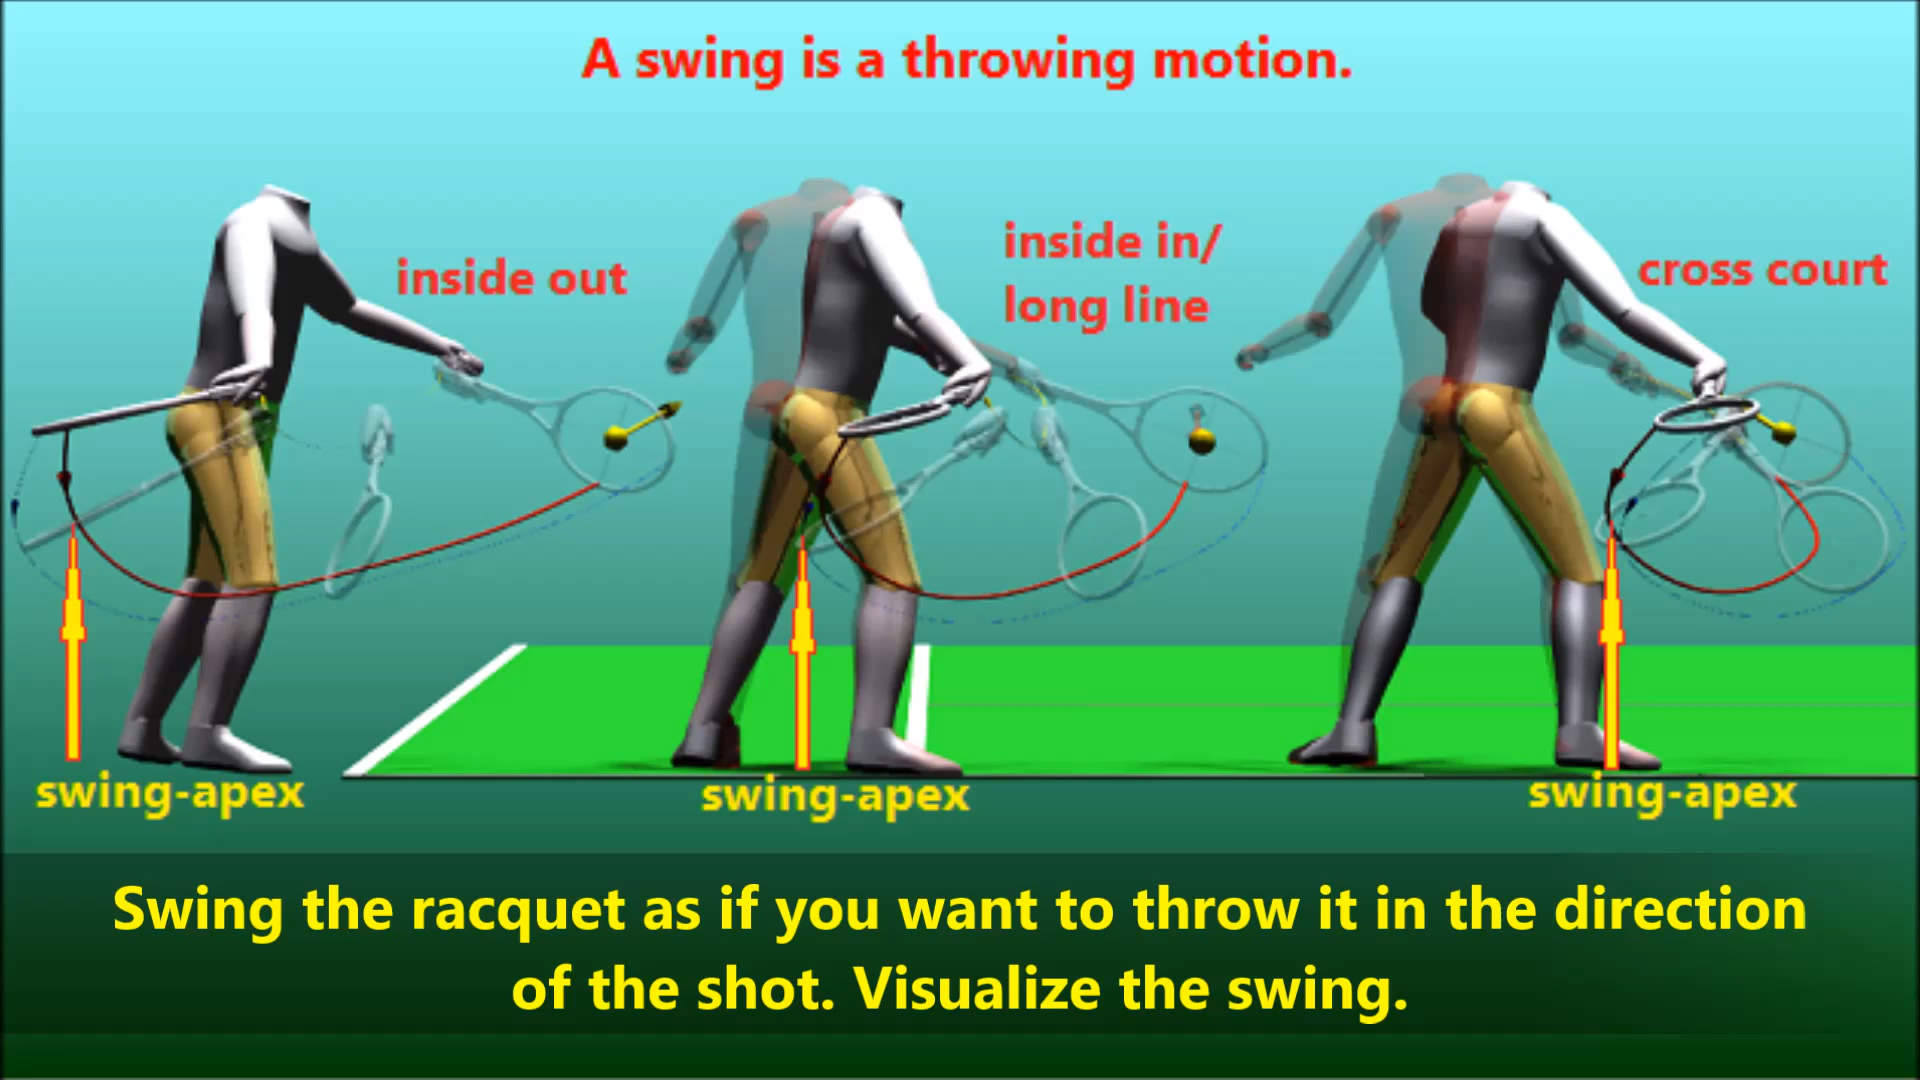 A swing is a throwing motion.
inside out
inside in/
long line
cross court
swing-apex
swing-apex
swing-apex
Swing the racquet as if you want to throw it in the direction
of the shot. Visualize the swing.